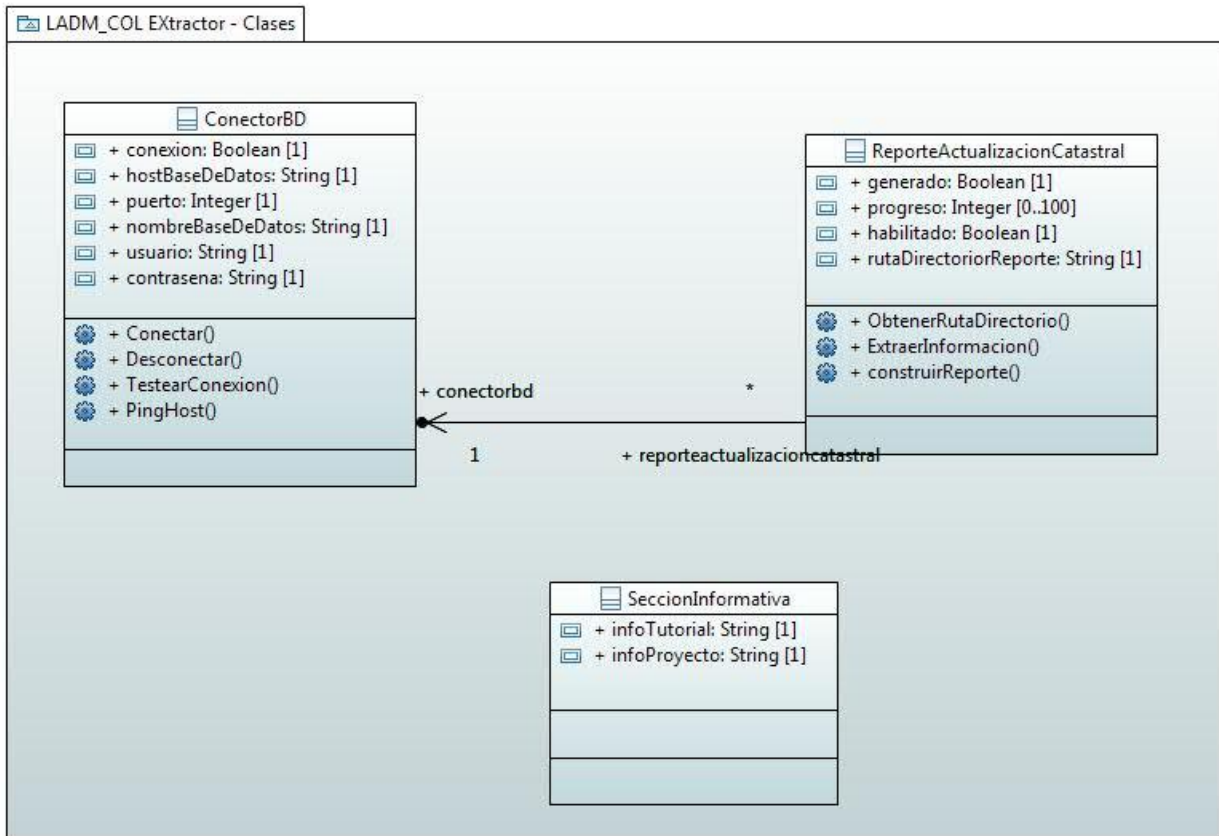 LADM_COL EXtractor - Clases
ConectorBD
+ conexion: Boolean [1]
+ hostBaseDeDatos: String [1]
+ puerto: Integer [1]
+ nombreBaseDeDatos: String [1]
+ usuario: String [1]
+ contrasena: String [1]
+ Conectar()
+ Desconectar()
+ TestearConexion()
+ PingHost()
ReporteActualizacionCatastral
+ generado: Boolean [1]
+ progreso: Integer [0..100]
+ habilitado: Boolean [1]
+ rutaDirectoriorReporte: String [1]
+ ObtenerRutaDirectorio()
+ ExtraerInformacion()
+ construirReporte()
+ conectorbd
*
1
+ reporteactualizacioncatastral
SeccionInformativa
+ infoTutorial: String [1]
+ infoProyecto: String [1]